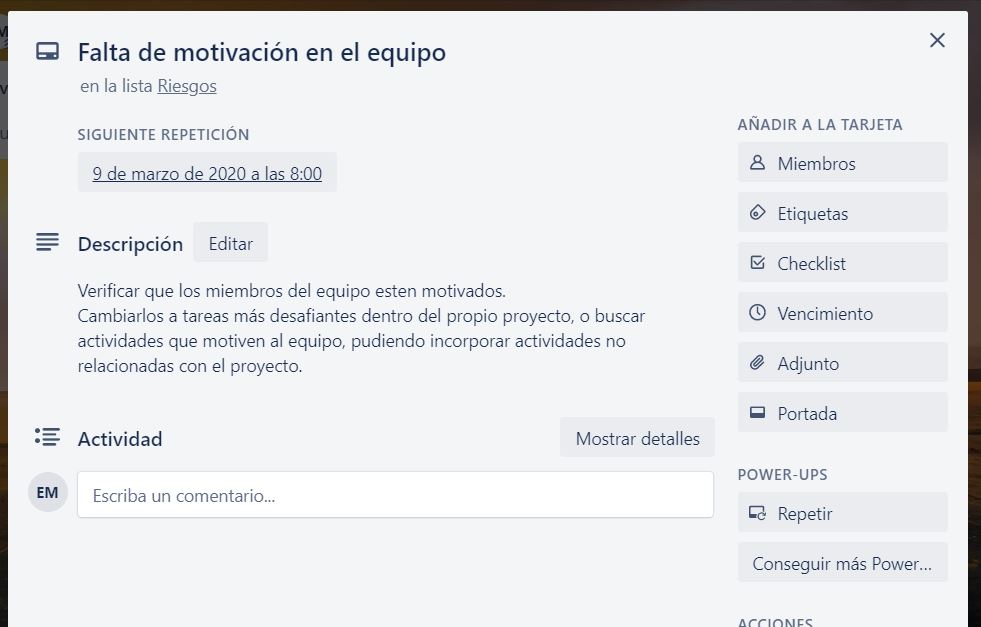 Falta de motivación en el equipo
en la lista Riesgos
SIGUIENTE REPETICIÓN
9 de marzo de 2020 a las 8:00
Descripción
Editar
Verificar que los miembros del equipo esten motivados.
Cambiarlos a tareas más desafiantes dentro del propio proyecto, o buscar
actividades que motiven al equipo, pudiendo incorporar actividades no
relacionadas con el proyecto.
Actividad
Mostrar detalles
EM
Escriba un comentario...
AÑADIR A LA TARJETA
Miembros
Etiquetas
Checklist
Vencimiento
Adjunto
Portada
POWER-UPS
Repetir
Conseguir más Power...
ACCIONES